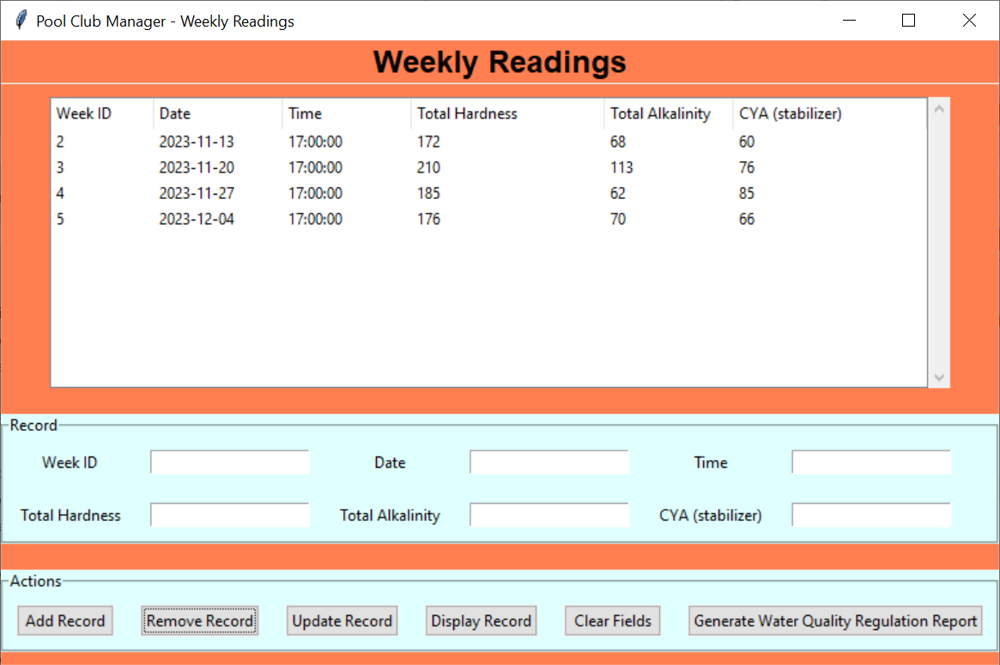 Pool Club Manager - Weekly Readings
Weekly Readings
Week ID Date Time Total Hardness Total Alkalinity CYA (stabilizer)
2 2023-11-13 17:00:00 172 68 60
3 2023-11-20 17:00:00 210 113 76
4 2023-11-27 17:00:00 185 62 85
5 2023-12-04 17:00:00 176 70 66
Record
Week ID Date Time
Total Hardness Total Alkalinity CYA (stabilizer)
Actions
Add Record Remove Record Update Record Display Record Clear Fields Generate Water Quality Regulation Report